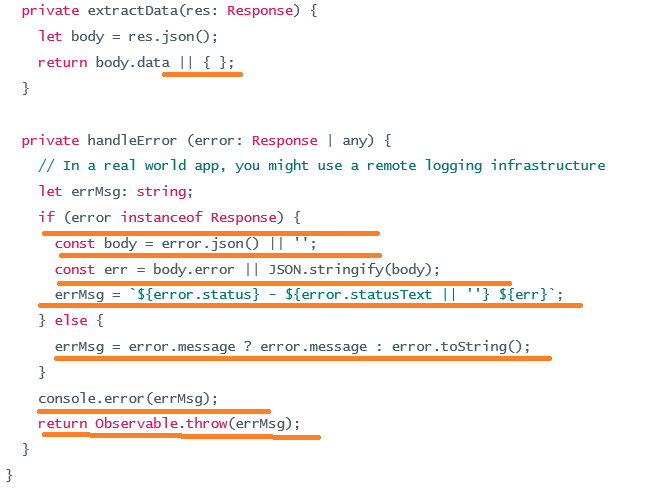 private extractData(res: Response) {
let body = res.json();
return body.data || { };
}
private handleError (error: Response | any) {
// In a real world app, you might use a remote logging infrastructure
let errMsg: string;
if (error instanceof Response) {
const body = error.json() || '';
const err = body.error || JSON.stringify(body);
errMsg = `${error.status} - ${error.statusText || ''} ${err}`;
} else {
errMsg = error.message ? error.message : error.toString();
}
console.error(errMsg);
return Observable.throw(errMsg);
}
}